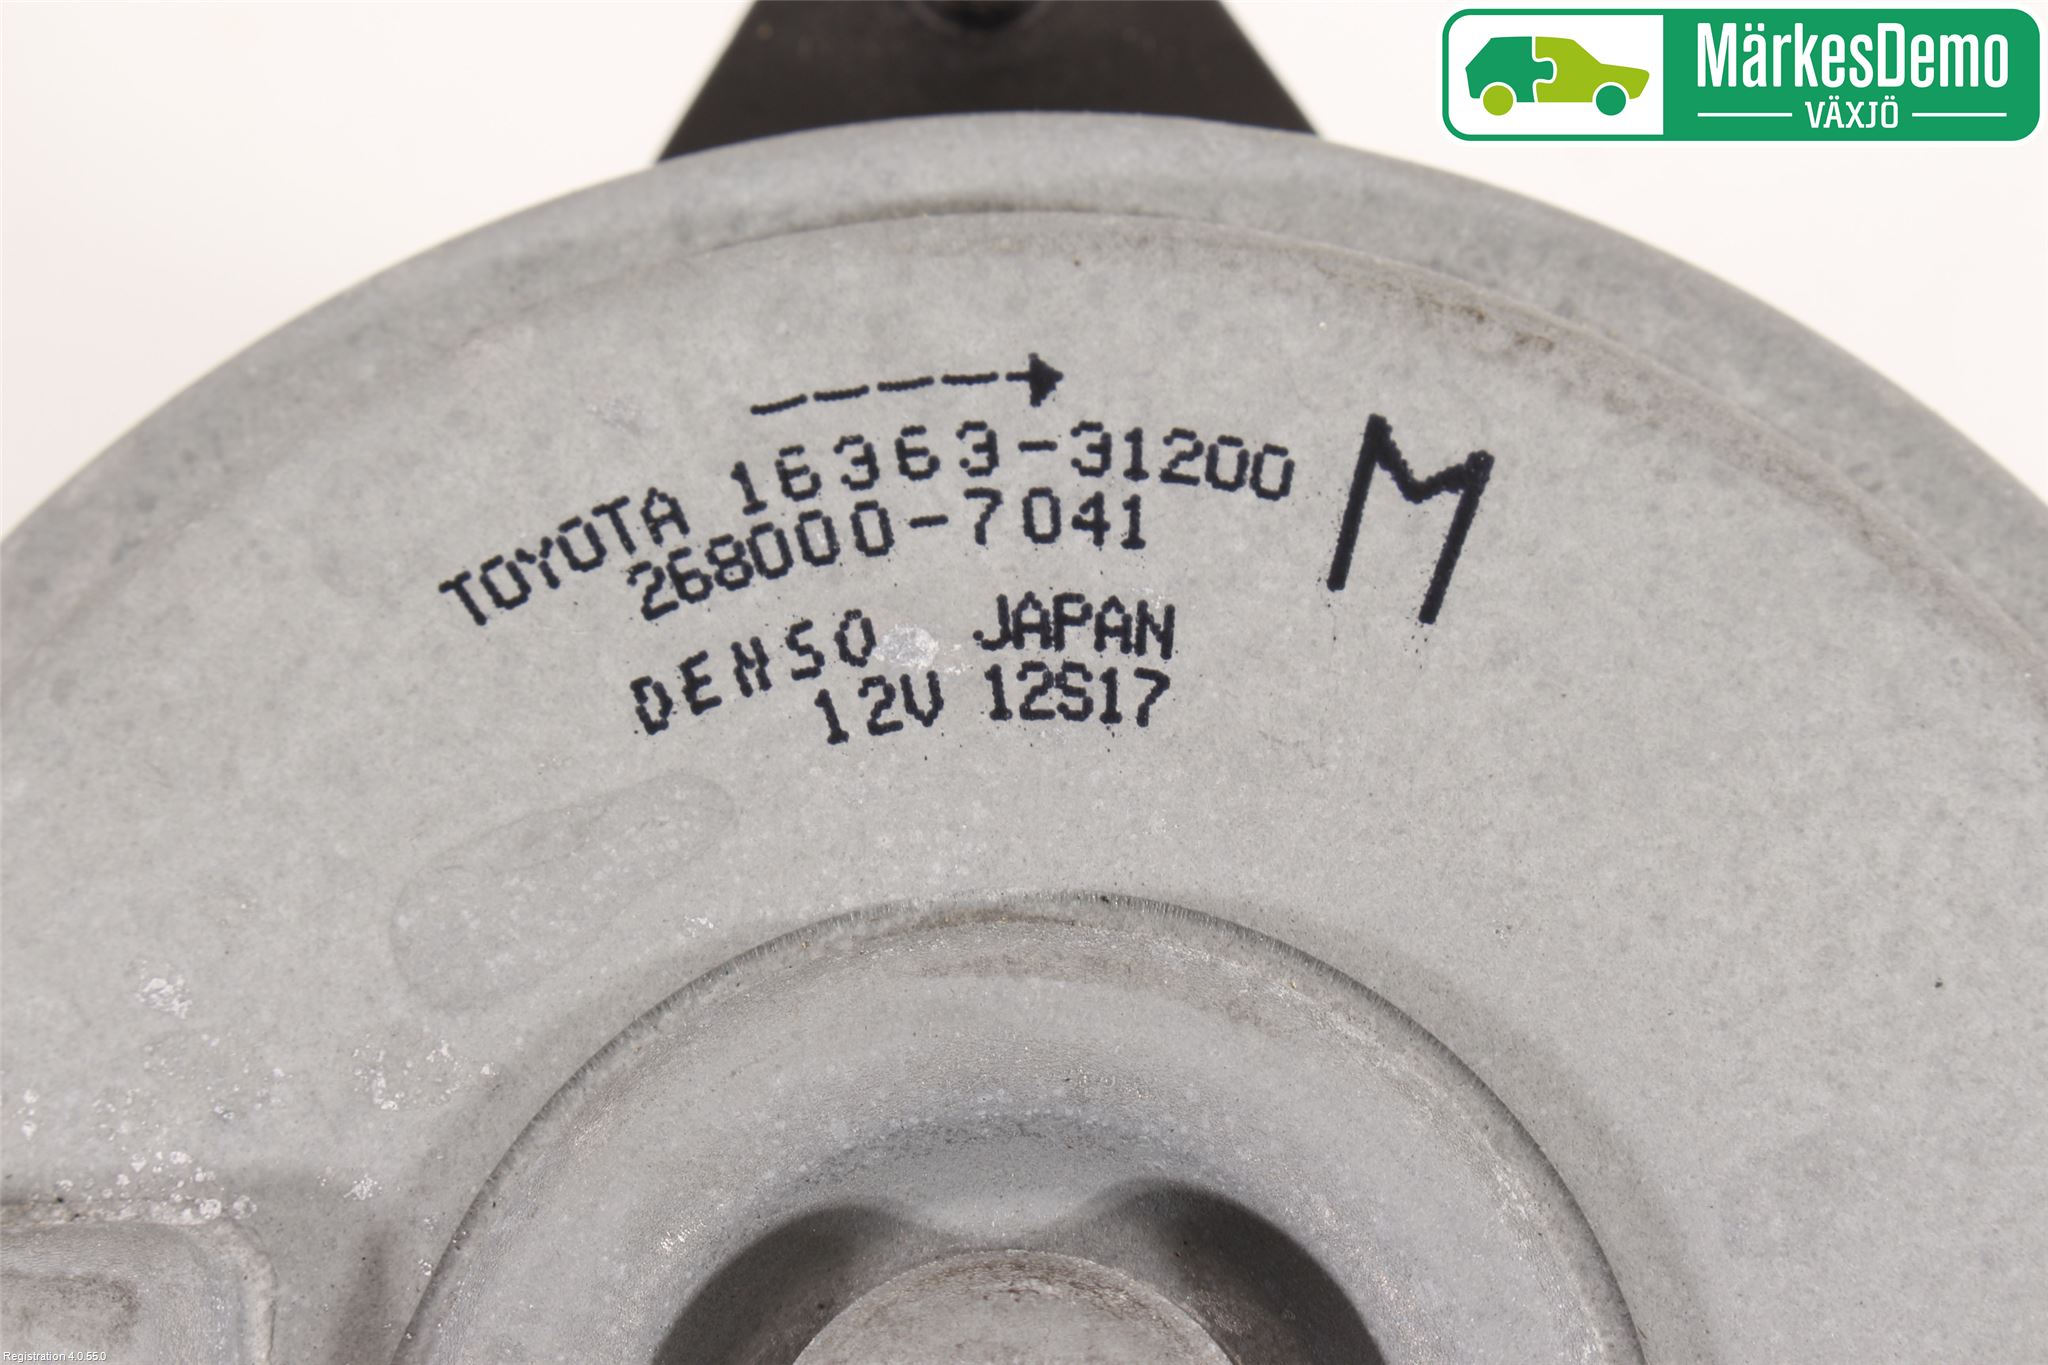 MärkesDemo
VÄXJÖ
TOYOTA 16363-31200 M
268000-7041
DENSO JAPAN
12V 12S17
Registration 4.0.55.0